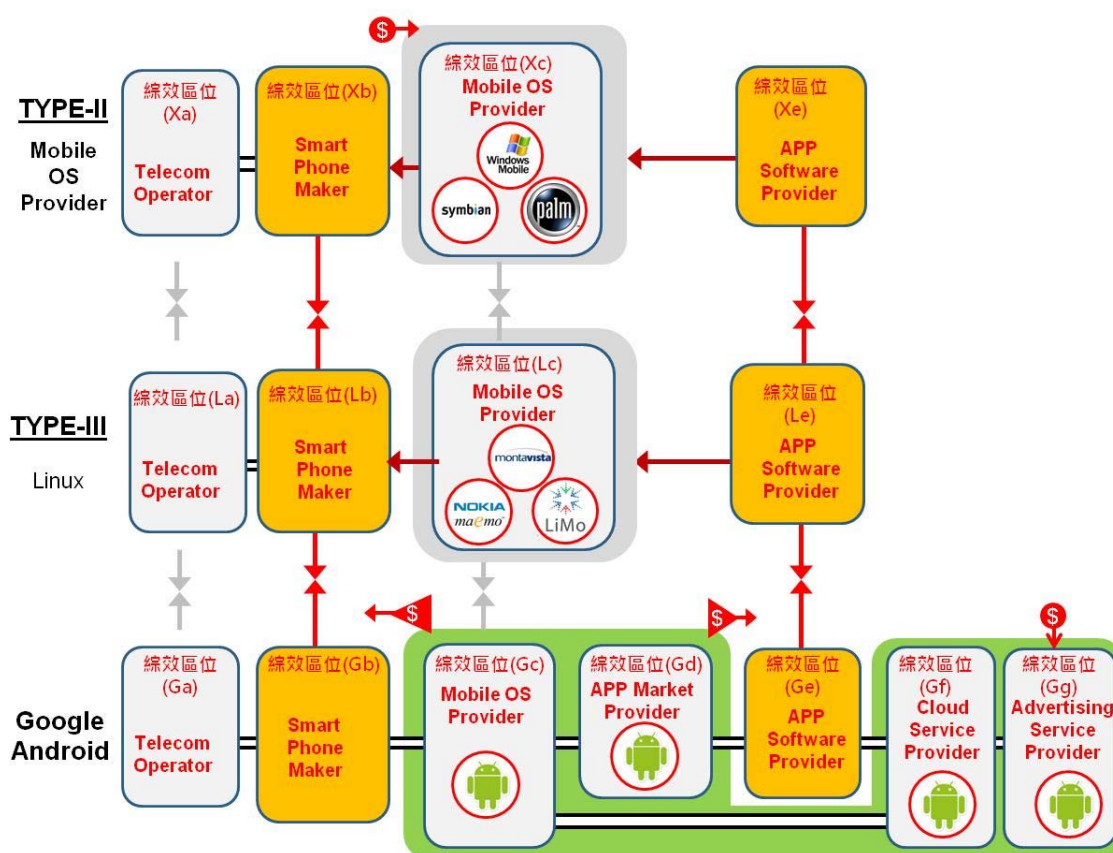 $
TYPE-II
Mobile
OS
Provider
綜效區位
(Xa)
Telecom
Operator
綜效區位(Xb)
Smart
Phone
Maker
綜效區位(Xc)
Mobile OS
Provider
Windows
Mobile
symbian
palm
綜效區位
(Xe)
APP
Software
Provider
TYPE-III
Linux
綜效區位(La)
Telecom
Operator
綜效區位(Lb)
Smart
Phone
Maker
綜效區位(Lc)
Mobile OS
Provider
montavista
NOKIA
maemo
LiMo
綜效區位
(Le)
APP
Software
Provider
$
$
$
Google
Android
綜效區位
(Ga)
Telecom
Operator
綜效區位(Gb)
Smart
Phone
Maker
綜效區位(Gc)
Mobile OS
Provider
綜效區位(Gd)
APP Market
Provider
綜效區位
(Ge)
APP
Software
Provider
綜效區位
(Gf)
Cloud
Service
Provider
綜效區位
(Gg)
Advertising
Service
Provider